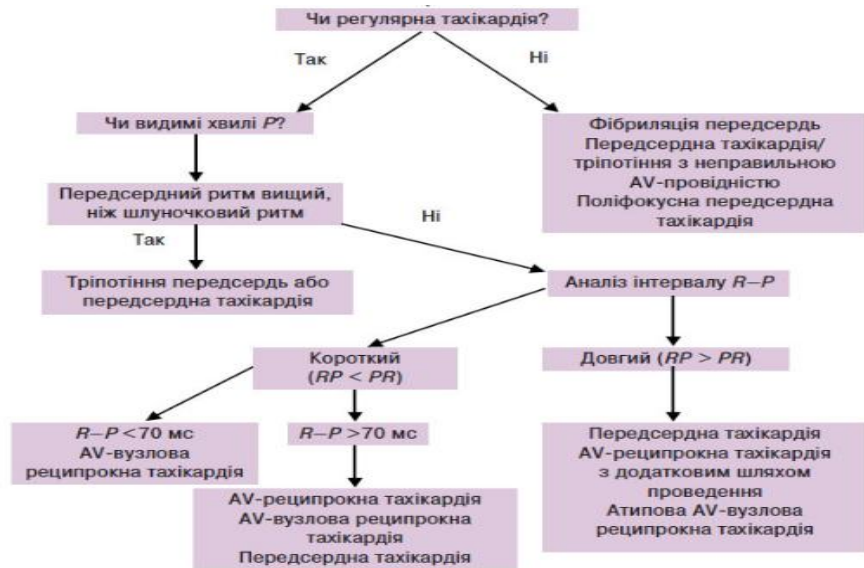 Чи регулярна тахікардія?
Так
Ні
Чи видимі хвилі P?
Фібриляція передсердь
Передсердна тахікардія/
тріпотіння з неправильною
AV-провідністю
Поліфокусна передсердна
тахікардія
Передсердний ритм вищий,
ніж шлуночковий ритм
Так
Ні
Тріпотіння передсердь або
передсердна тахікардія
Аналіз інтервалу R–P
Короткий
(RP < PR)
Довгий (RP > PR)
R–P <70 мс
AV-вузлова
реципрокна тахікардія
R–P >70 мс
AV-реципрокна тахікардія
AV-вузлова реципрокна
тахікардія
Передсердна тахікардія
Передсердна тахікардія
AV-реципрокна тахікардія
з додатковим шляхом
проведення
Атипова AV-вузлова
реципрокна тахікардія